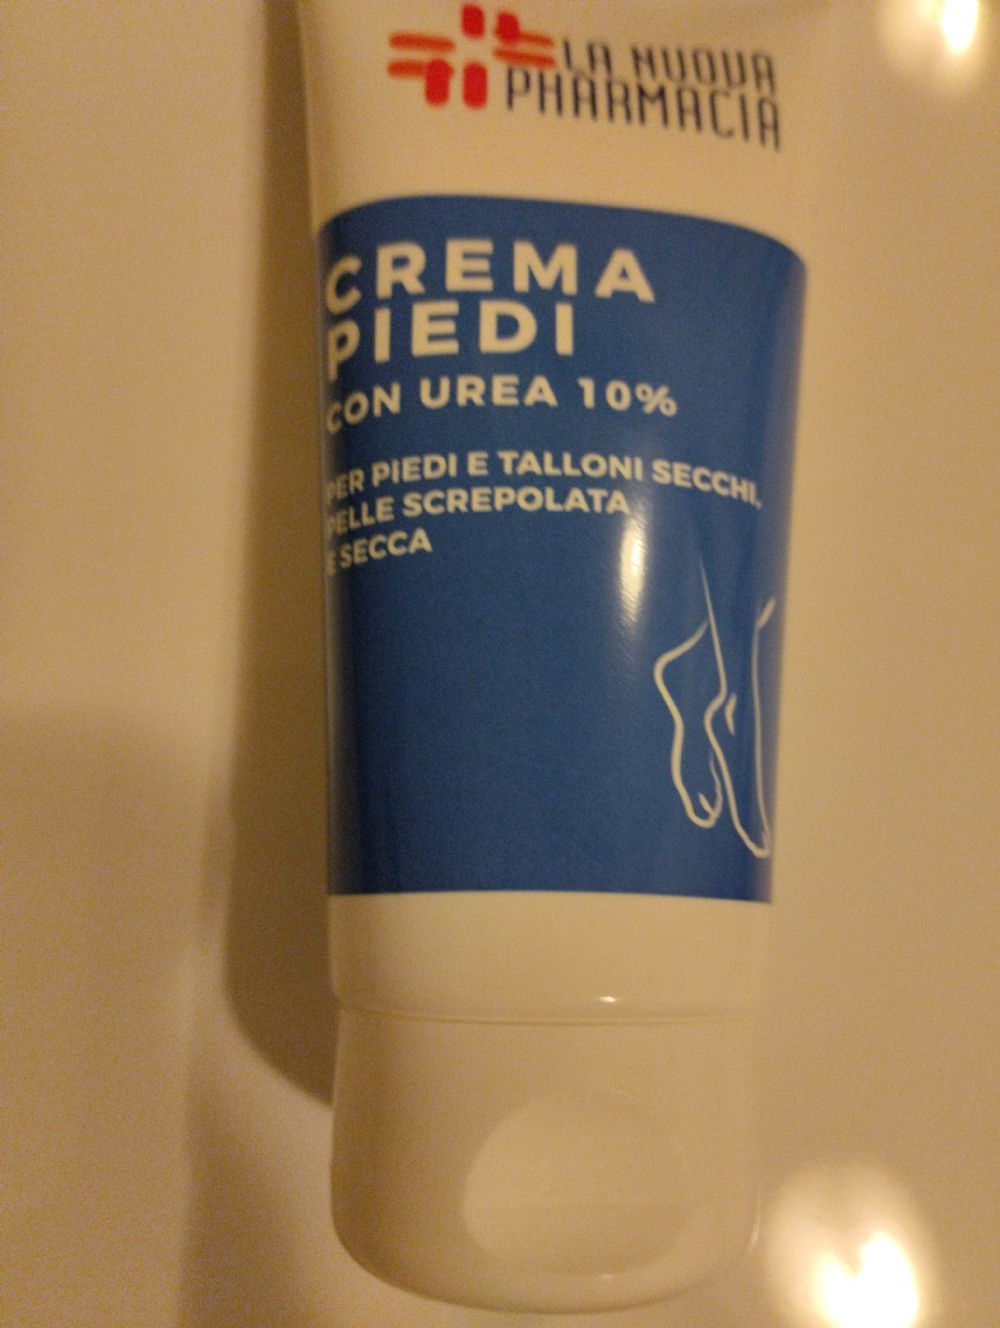 LA NUOVA
PHARMACIA
CREMA
PIEDI
CON UREA 10%
PER PIEDI E TALLONI SECCHI.
PELLE SCREPOLATA
E SECCA